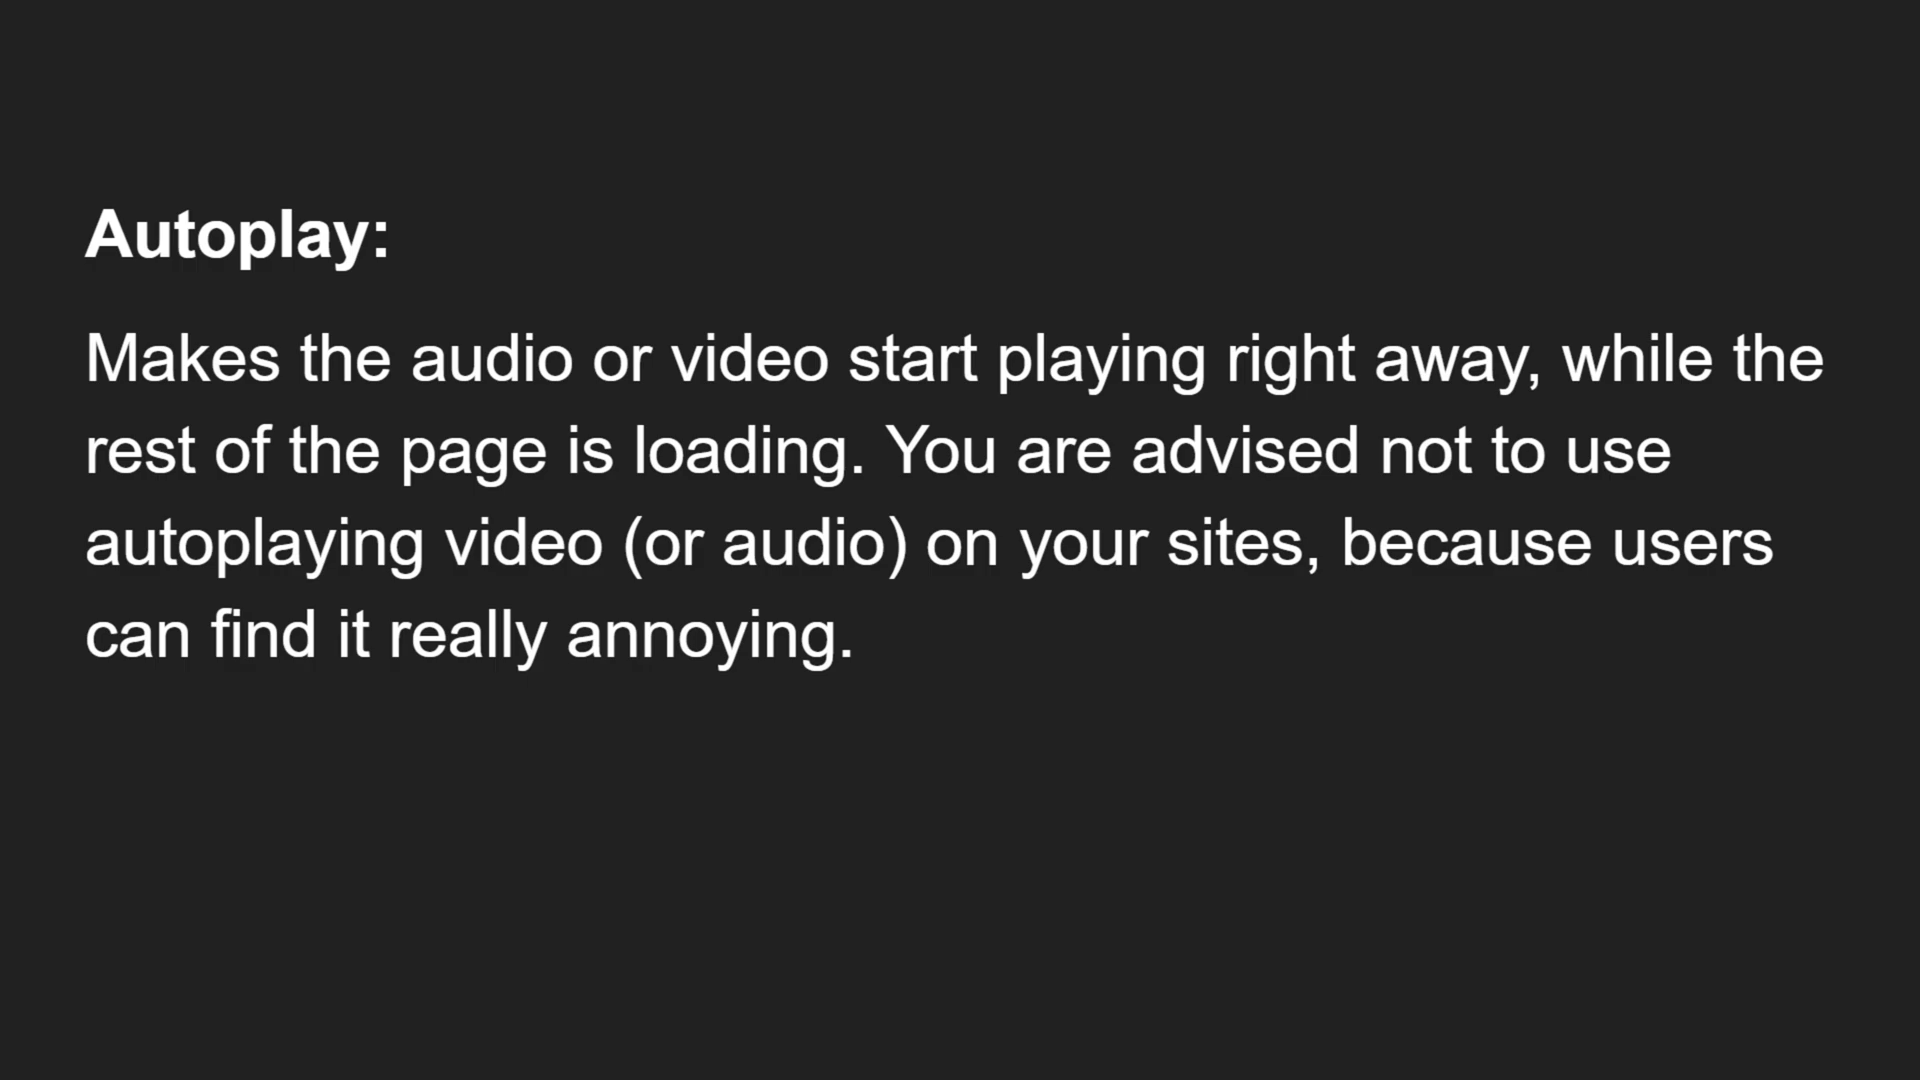 Autoplay:
Makes the audio or video start playing right away, while the
rest of the page is loading. You are advised not to use
autoplaying video (or audio) on your sites, because users
can find it really annoying.